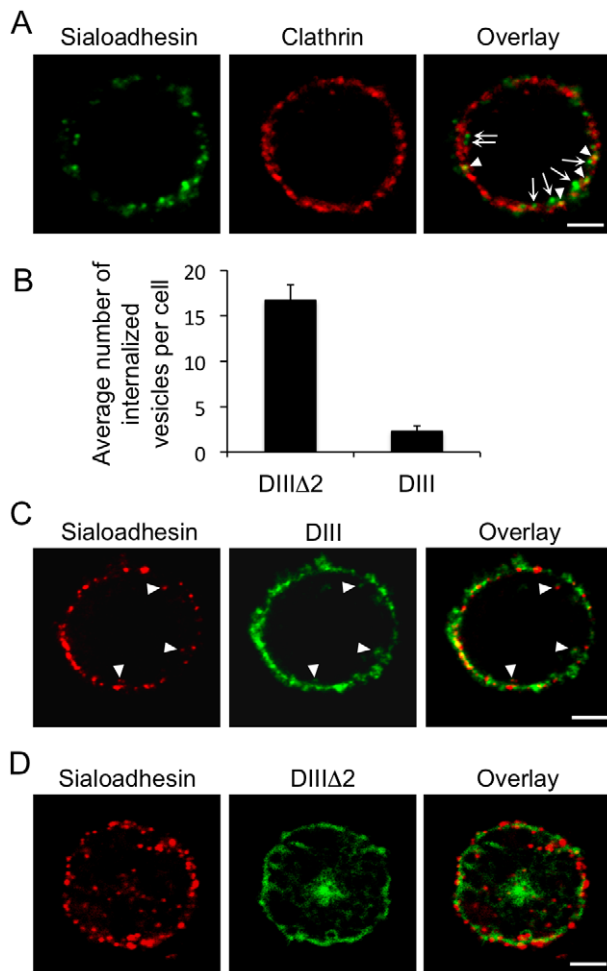 A
Sialoadhesin Clathrin Overlay
B
Average number of
internalized
vesicles per cell
20
15
10
5
0
DIIIΔ2 DIII
C
Sialoadhesin DIII Overlay
D
Sialoadhesin DIIIΔ2 Overlay